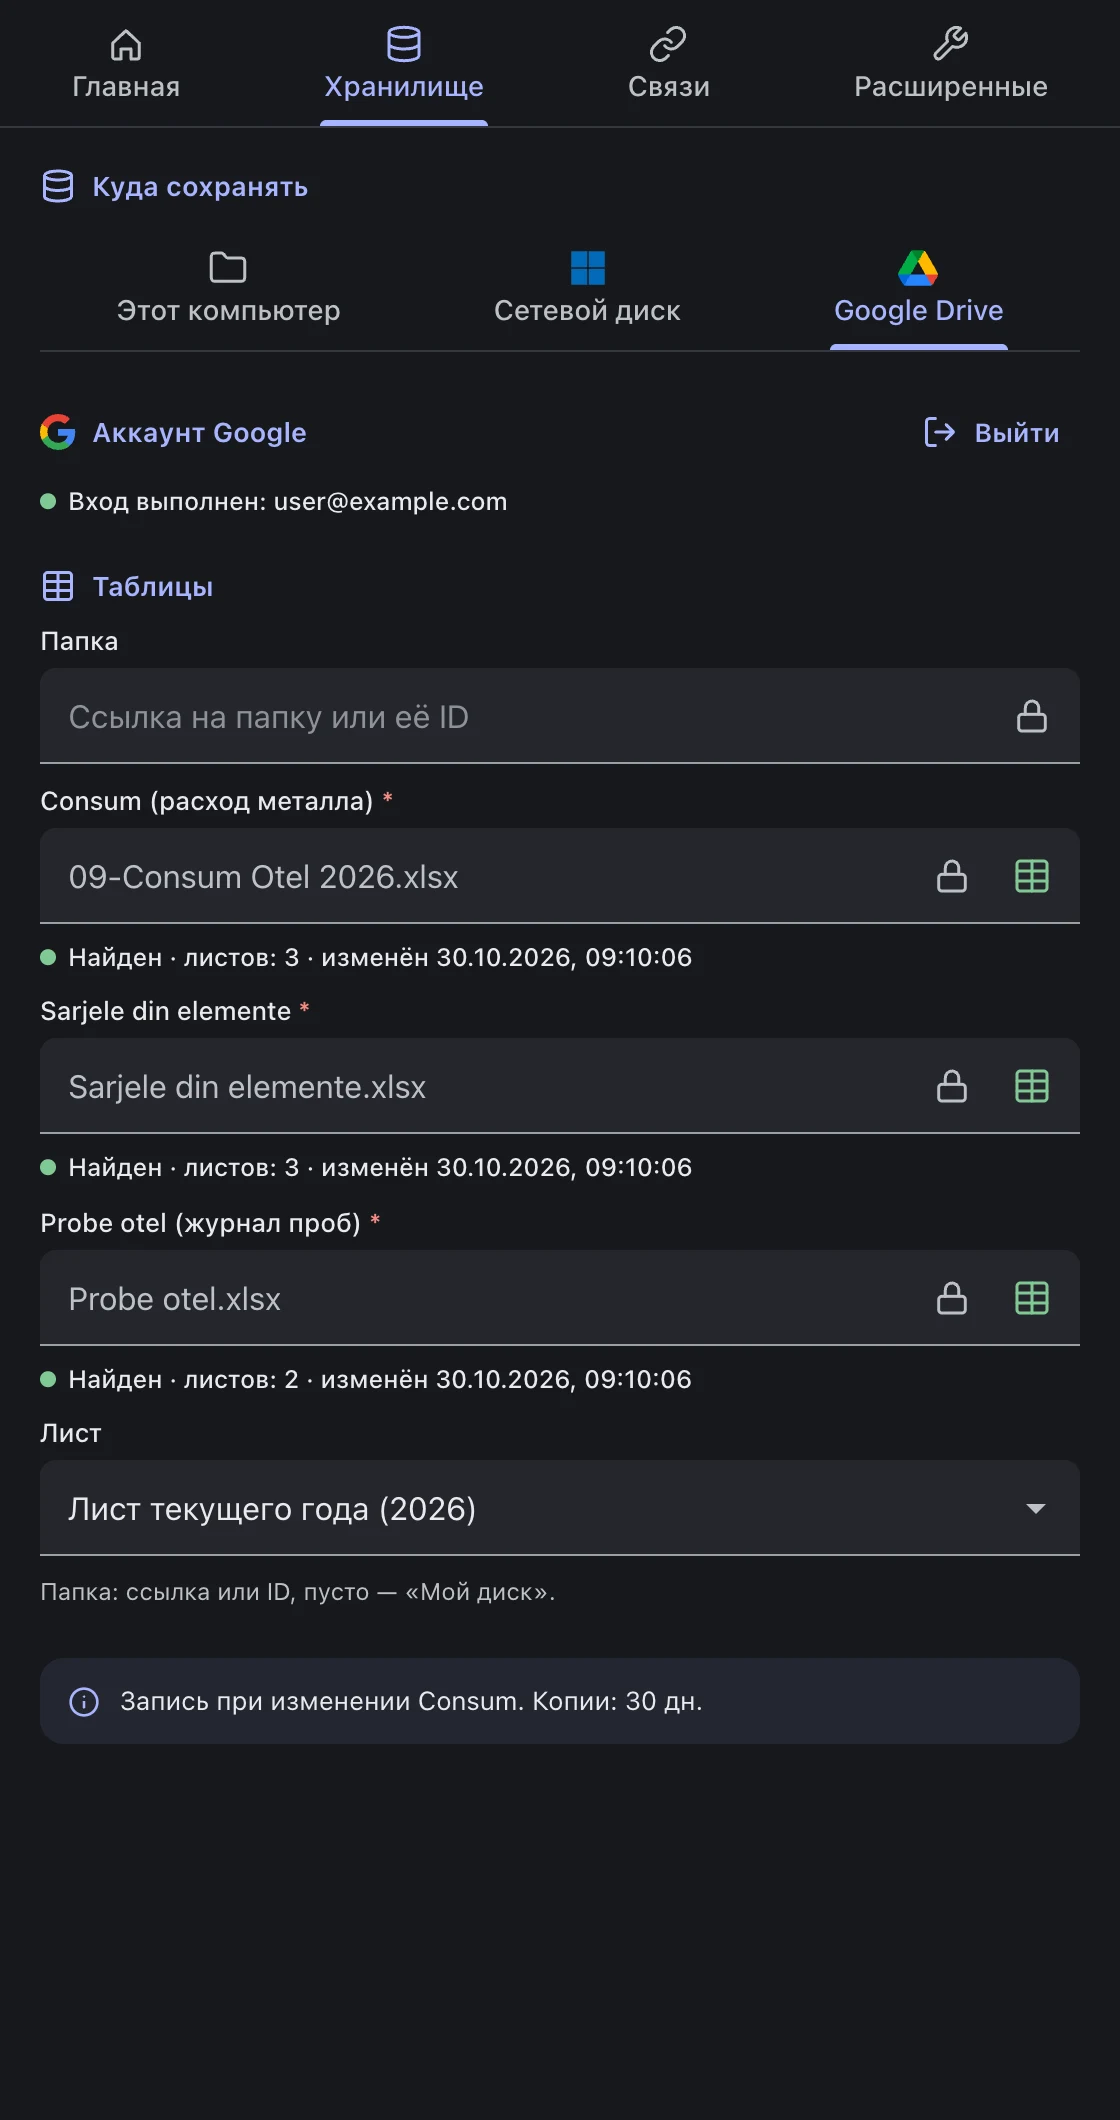 Главная
Хранилище
Связи
Расширенные
Куда сохранять
Этот компьютер
Сетевой диск
Google Drive
Аккаунт Google
Выйти
Вход выполнен: user@example.com
Таблицы
Папка
Ссылка на папку или её ID
Consum (расход металла) *
09-Consum Otel 2026.xlsx
Найден · листов: 3 · изменён 30.10.2026, 09:10:06
Sarjele din elemente *
Sarjele din elemente.xlsx
Найден · листов: 3 · изменён 30.10.2026, 09:10:06
Probe otel (журнал проб) *
Probe otel.xlsx
Найден · листов: 2 · изменён 30.10.2026, 09:10:06
Лист
Лист текущего года (2026)
Папка: ссылка или ID, пусто — «Мой диск».
Запись при изменении Consum. Копии: 30 дн.